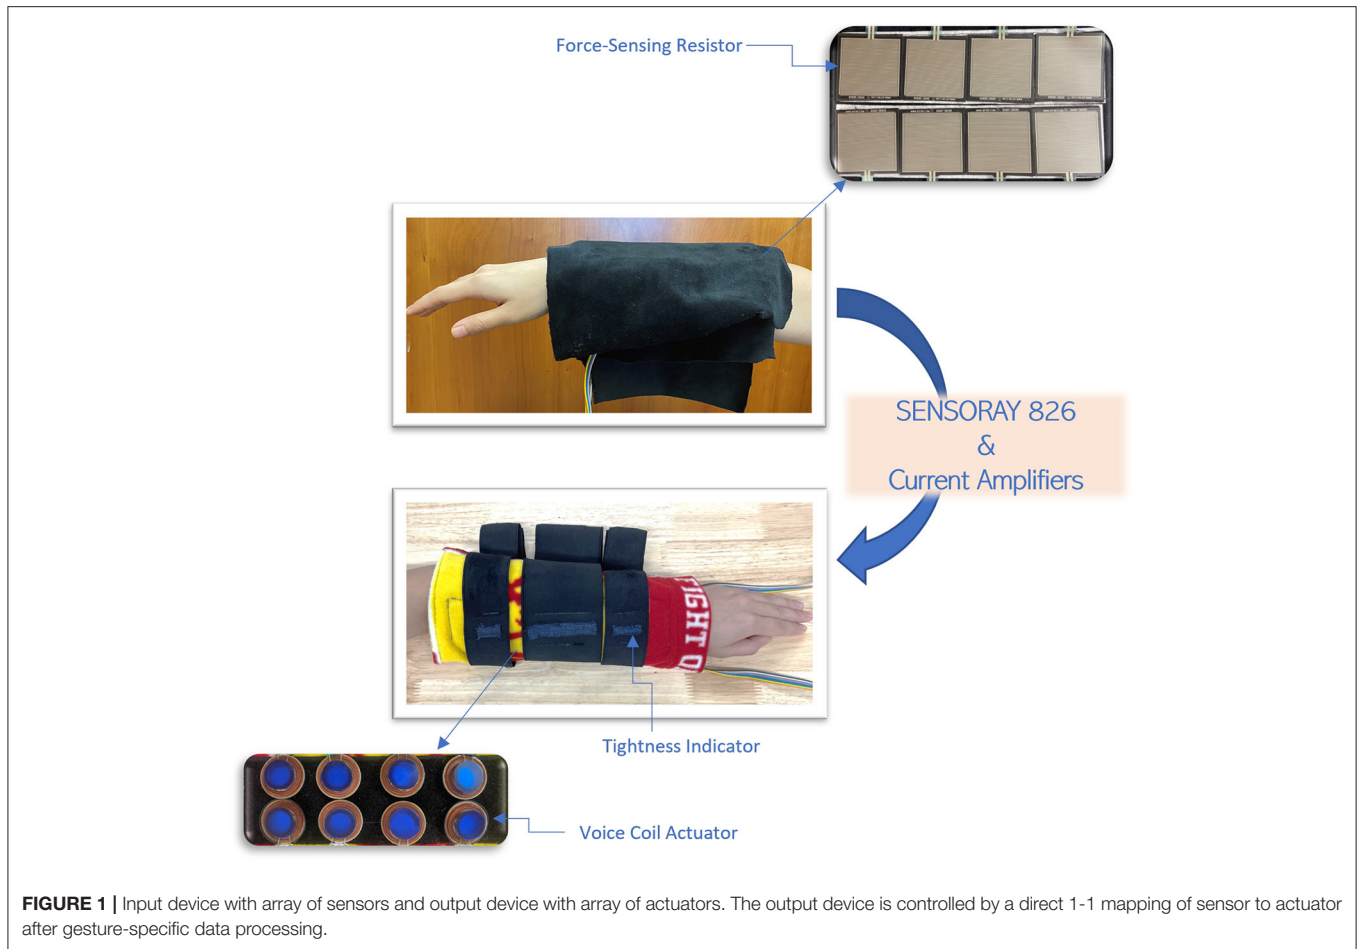 Force-Sensing Resistor
SENSORAY 826
&
Current Amplifiers
IGHT O
Tightness Indicator
Voice Coil Actuator
FIGURE 1 | Input device with array of sensors and output device with array of actuators. The output device is controlled by a direct 1-1 mapping of sensor to actuator
after gesture-specific data processing.